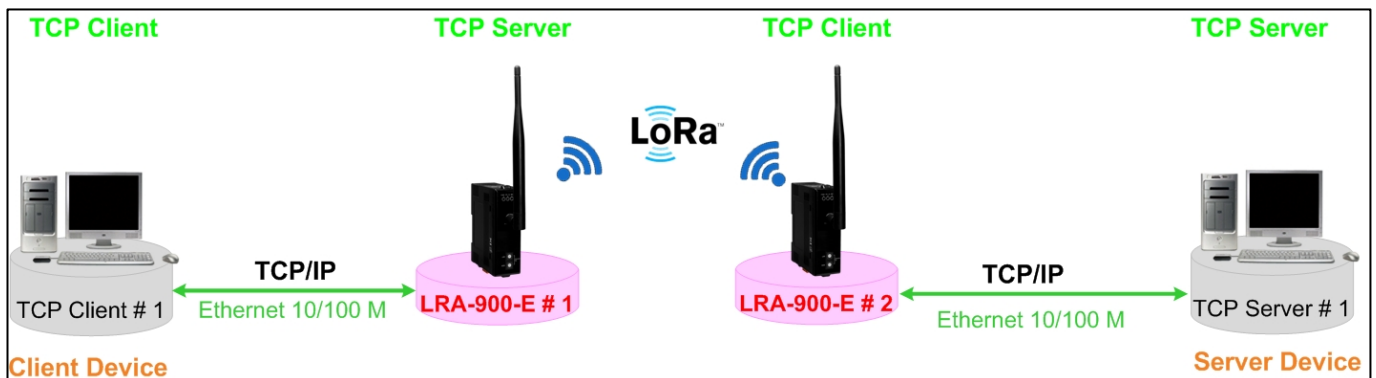 TCP Client
TCP Server
TCP Client
TCP Server
LoRa™
TCP/IP
TCP/IP
TCP Client # 1
Ethernet 10/100 M
LRA-900-E # 1
LRA-900-E # 2
Ethernet 10/100 M
TCP Server # 1
Client Device
Server Device